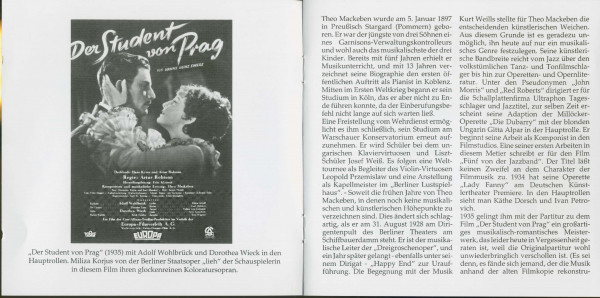 Der Student
von Prag
VON HANNS HEINZ EWERS
Regie: Artur Robison
Adolf Wohlbrück
Dorothea Wieck
EUROPA
„Der Student von Prag" (1935) mit Adolf Wohlbrück und Dorothea Wieck in den
Hauptrollen. Miliza Korjus von der Berliner Staatsoper „lieh" der Schauspielerin
in diesem Film ihren glockenreinen Koloratursopran.
Theo Mackeben wurde am 5. Januar 1897
in Preußisch Stargard (Pommern) gebo-
ren. Er war der jüngste von drei Söhnen ei-
nes Garnisons-Verwaltungskontrolleurs
und wohl auch das musikalischste der drei
Kinder. Bereits mit fünf Jahren erhielt er
Musikunterricht, und mit 13 Jahren ver-
zeichnet seine Biographie den ersten öf-
fentlichen Auftritt als Pianist in Koblenz.
Mitten im Ersten Weltkrieg begann er sein
Studium in Köln, das er aber nicht zu En-
de führen konnte, da der Einberufungsbe-
fehl nicht lange auf sich warten ließ.
Eine Freistellung vom Wehrdienst ermög-
licht es ihm schließlich, sein Studium am
Warschauer Konservatorium erneut auf-
zunehmen. Er wird Schüler bei dem un-
garischen Klaviervirtuosen und Liszt-
Schüler Josef Weiß. Es folgen eine Welt-
tournee als Begleiter des Violin-Virtuosen
Leopold Przemislav und eine Anstellung
als Kapellmeister im „Berliner Lustspiel-
haus". - Soweit die frühen Jahre von Theo
Mackeben, in denen noch keine musikali-
schen und künstlerischen Höhepunkte zu
verzeichnen sind. Dies ändert sich schlag-
artig, als er am 31. August 1928 am Diri-
gentenpult des Berliner Theaters am
Schiffbauerdamm steht. Er ist der musika-
lische Leiter der „Dreigroschenoper", und
ein Jahr später gelangt - ebenfalls unter sei-
nem Dirigat - „Happy End" zur Urauf-
führung. Die Begegnung mit der Musik
Kurt Weills stellte für Theo Mackeben die
entscheidenden künstlerischen Weichen.
Aus diesem Grunde ist es geradezu un-
möglich, ihn heute auf nur ein musikali-
sches Genre festzulegen. Seine künstleri-
sche Bandbreite reicht vom Jazz über den
volkstümlichen Tanz- und Tonfilmschla-
ger bis hin zur Operetten- und Opernlite-
ratur. Unter den Pseudonymen „John
Morris" und „Red Roberts" dirigiert er für
die Schallplattenfirma Ultraphon Tages-
schlager und Jazztitel, zur selben Zeit er-
scheint seine Adaption der Millöcker-
Operette „Die Dubarry" mit der blonden
Ungarin Gitta Alpar in der Hauptrolle. Er
beginnt seine Arbeit als Komponist in den
Filmstudios. Eine seiner ersten Arbeiten in
diesem Metier schreibt er für den Film
„Fünf von der Jazzband". Der Titel läßt
keinen Zweifel an dem Charakter der
Filmmusik zu. 1934 hat seine Operette
„Lady Fanny" am Deutschen Künst-
lertheater Premiere. In den Hauptrollen
sieht man Käthe Dorsch und Ivan Petro-
vich.
1935 gelingt ihm mit der Partitur zu dem
Film „Der Student von Prag" ein großarti-
ges musikalisch-romantisches Meister-
werk, das leider heute in Vergessenheit ge-
raten ist, weil die Originalpartitur wohl
unwiederbringlich verschollen ist. (Es sei
denn, es fände sich jemand, der die Musik
anhand der alten Filmkopie rekonstru-